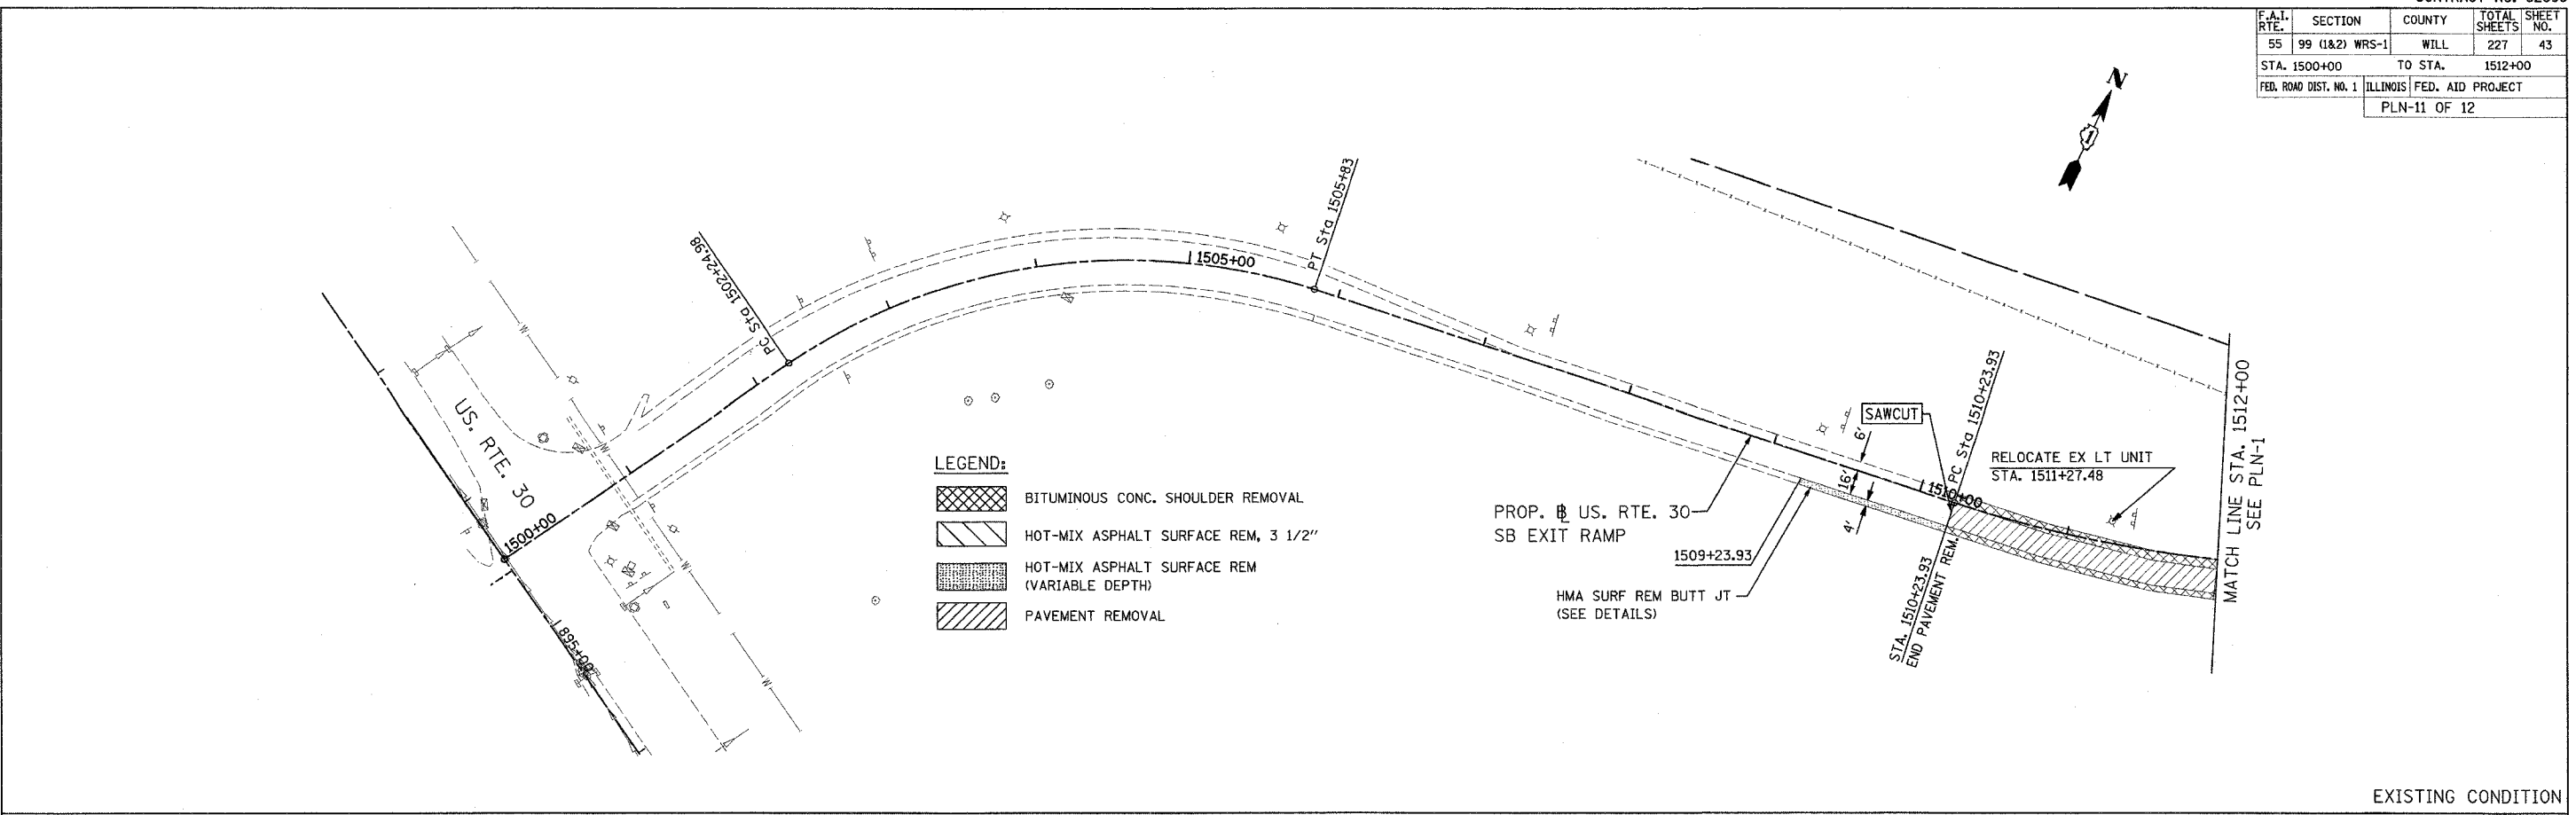 F.A.I. RTE. SECTION COUNTY TOTAL SHEETS SHEET NO.
55 99 (1&2) WRS-1 WILL 227 43
STA. 1500+00 TO STA. 1512+00
FED. ROAD DIST. NO. 1 ILLINOIS FED. AID PROJECT
PLN-11 OF 12
N
1
PC Sta 1502+24.98
1505+00
PT Sta 1505+83
US. RTE. 30
1500+00
895+00
W
W
W
W
W
LEGEND:
BITUMINOUS CONC. SHOULDER REMOVAL
HOT-MIX ASPHALT SURFACE REM, 3 1/2"
HOT-MIX ASPHALT SURFACE REM
(VARIABLE DEPTH)
PAVEMENT REMOVAL
PROP. ⅊ US. RTE. 30
SB EXIT RAMP
1509+23.93
HMA SURF REM BUTT JT
(SEE DETAILS)
6'
16'
4'
SAWCUT
1510+00
PC Sta 1510+23.93
STA. 1510+23.93
END PAVEMENT REM.
RELOCATE EX LT UNIT
STA. 1511+27.48
MATCH LINE STA. 1512+00
SEE PLN-1
EXISTING CONDITION